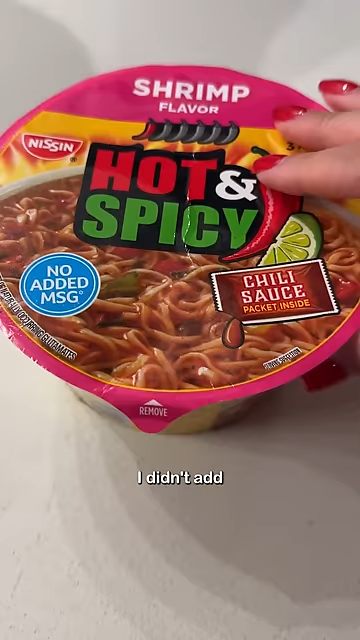 SHRIMP
FLAVOR
NISSIN
HOT &
SPICY
NO
ADDED
MSG
CHILI
SAUCE
PACKET INSIDE
REMOVE
I didn't add